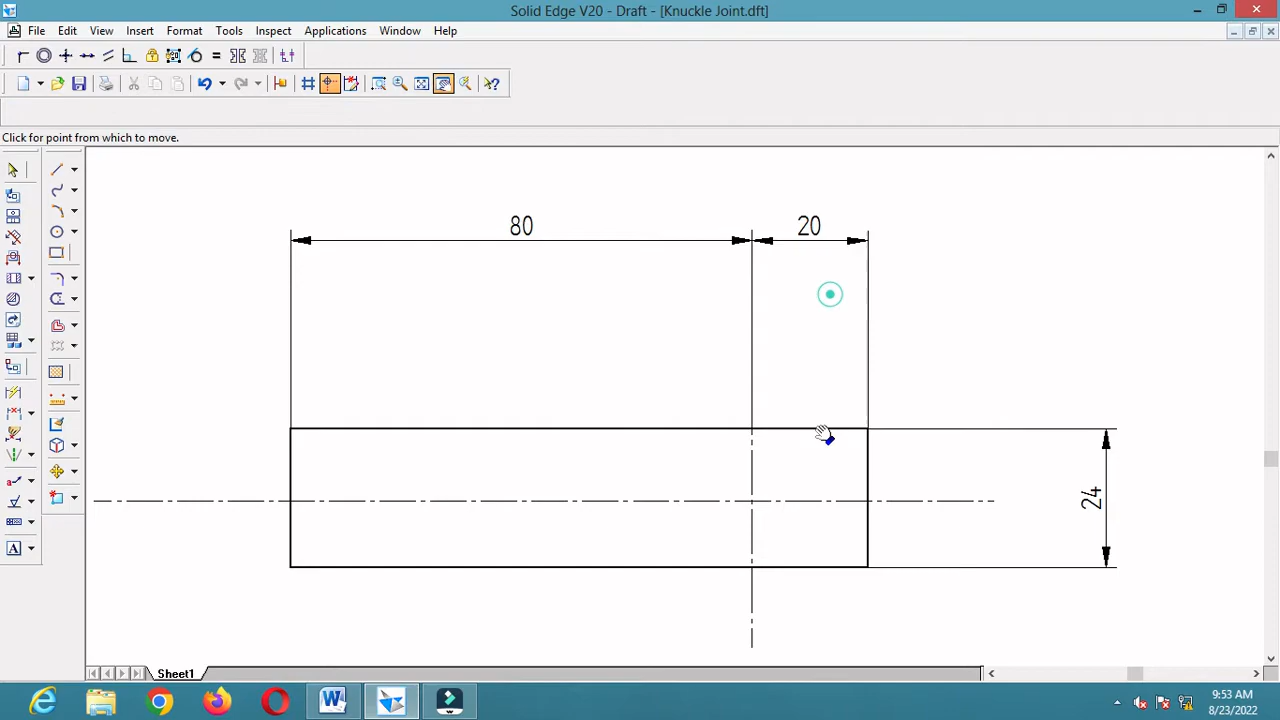 Solid Edge V20 - Draft - [Knuckle Joint.dft]
File Edit View Insert Format Tools Inspect Applications Window Help
Click for point from which to move.
80
20
24
A
Sheet1
W
9:53 AM
8/23/2022